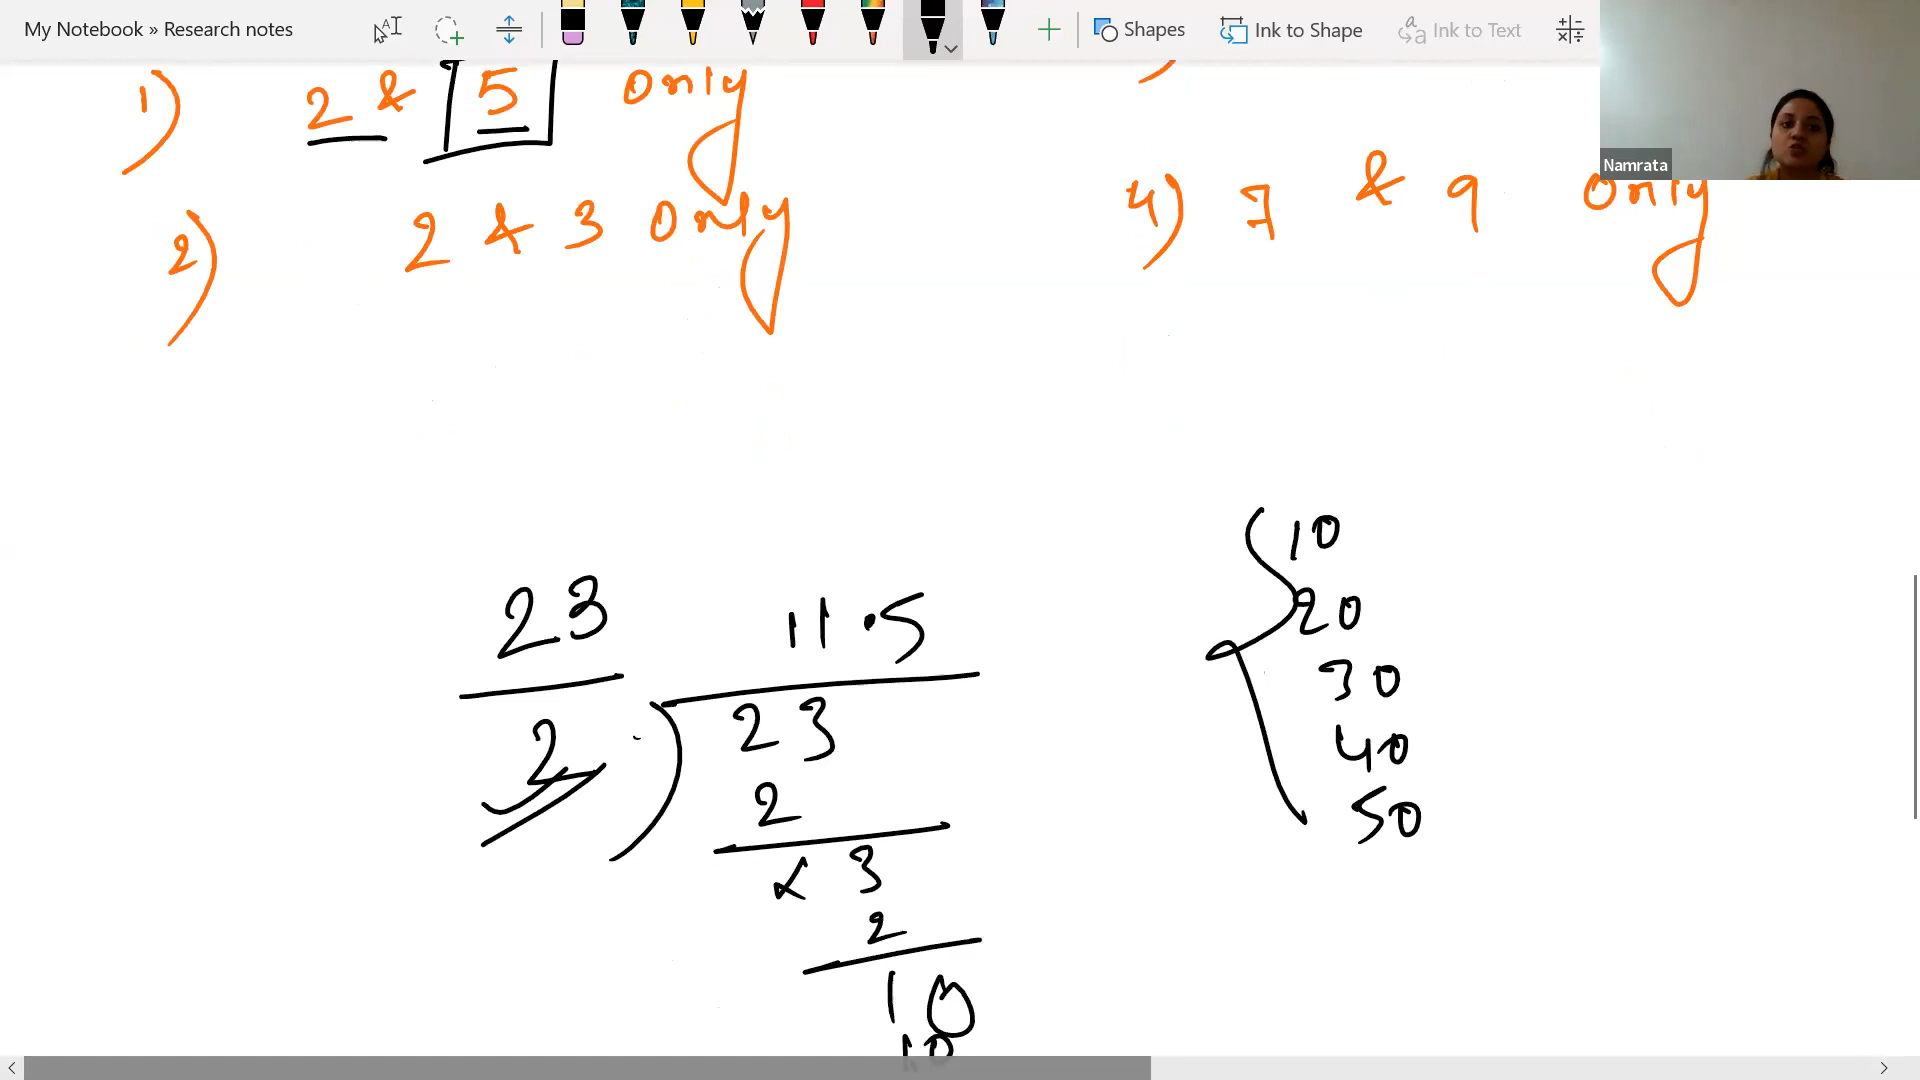 My Notebook » Research notes
Shapes
Ink to Shape
Ink to Text
Namrata
1) 2 & 5 only
2) 2 & 3 only
4) 7 & 9 only
23
2
11.5
23
2
3
2
10
10
10
20
30
40
50